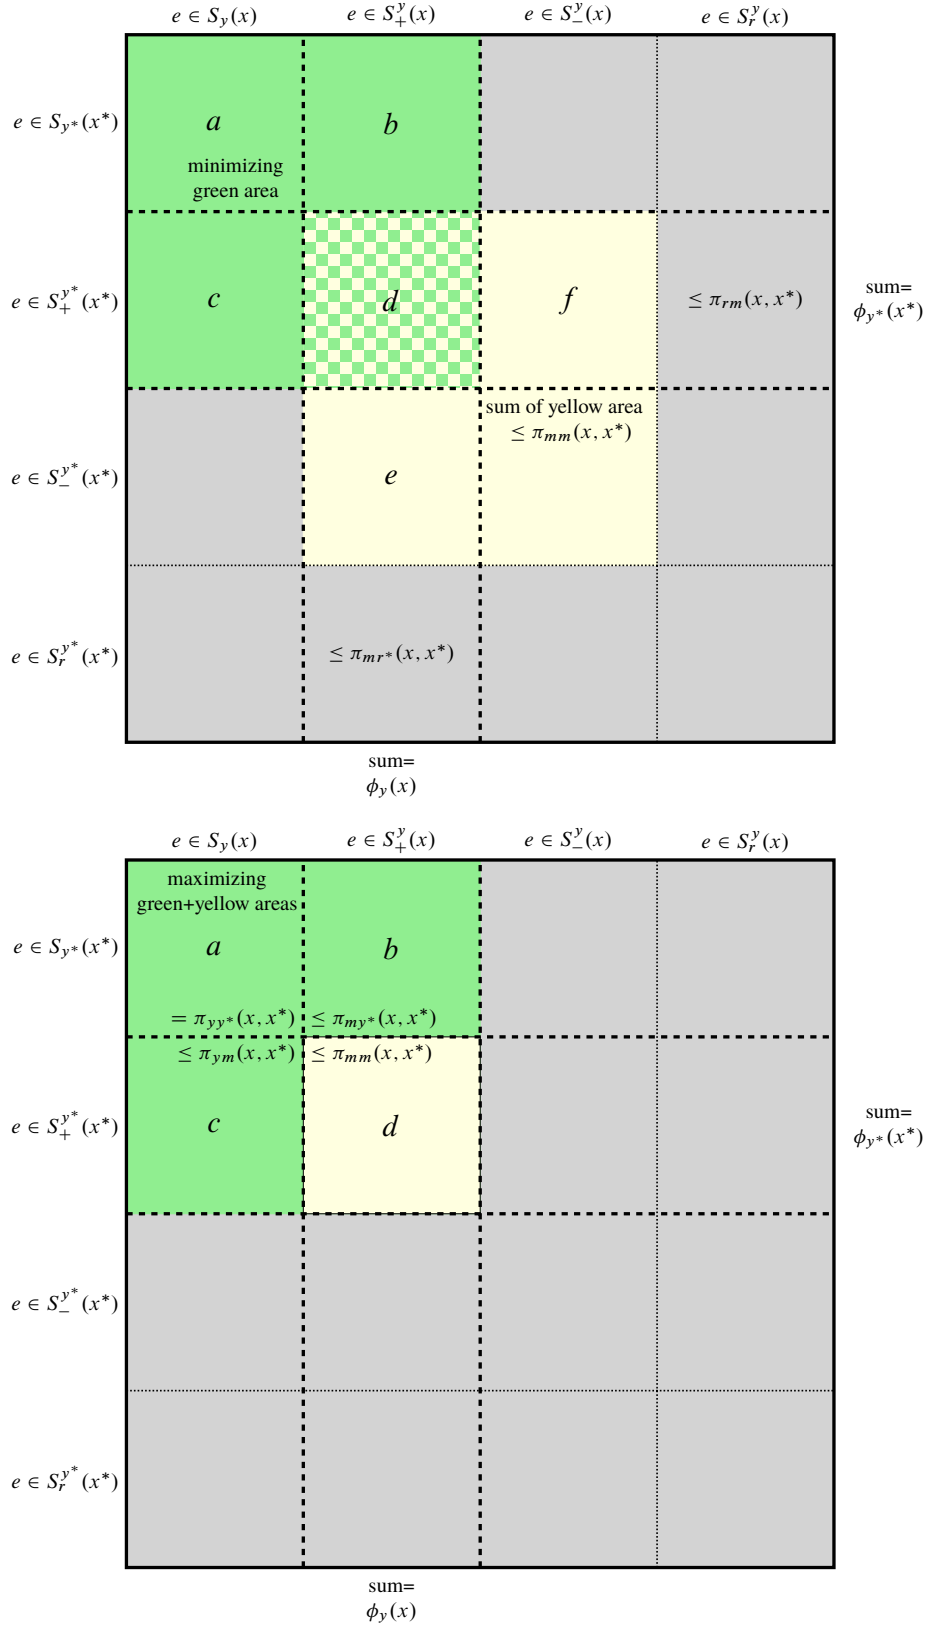 e ∈ S_y(x) e ∈ S_+^y(x) e ∈ S_−^y(x) e ∈ S_r^y(x)
e ∈ S_{y*}(x*) a b
minimizing
green area
e ∈ S_+^{y*}(x*) c d f ≤ π_{rm}(x, x*) sum=
ϕ_{y*}(x*)
sum of yellow area
≤ π_{mm}(x, x*)
e ∈ S_−^{y*}(x*) e
e ∈ S_r^{y*}(x*) ≤ π_{mr*}(x, x*)
sum=
ϕ_y(x)
e ∈ S_y(x) e ∈ S_+^y(x) e ∈ S_−^y(x) e ∈ S_r^y(x)
maximizing
green+yellow areas
e ∈ S_{y*}(x*) a b
= π_{yy*}(x, x*) ≤ π_{my*}(x, x*)
≤ π_{ym}(x, x*) ≤ π_{mm}(x, x*)
e ∈ S_+^{y*}(x*) c d sum=
ϕ_{y*}(x*)
e ∈ S_−^{y*}(x*)
e ∈ S_r^{y*}(x*)
sum=
ϕ_y(x)